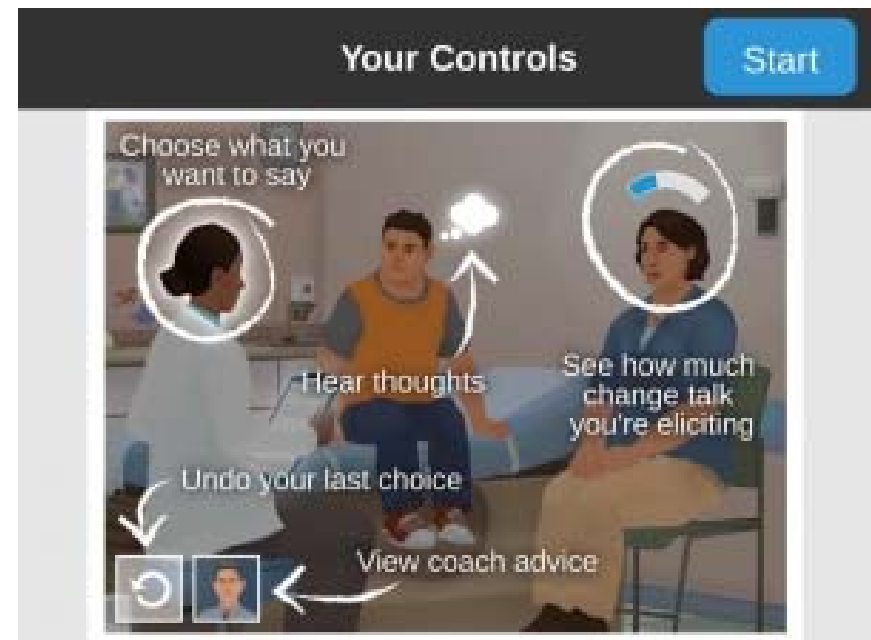 Your Controls
Start
Choose what you
want to say
Hear thoughts
See how much
change talk
you're eliciting
Undo your last choice
View coach advice